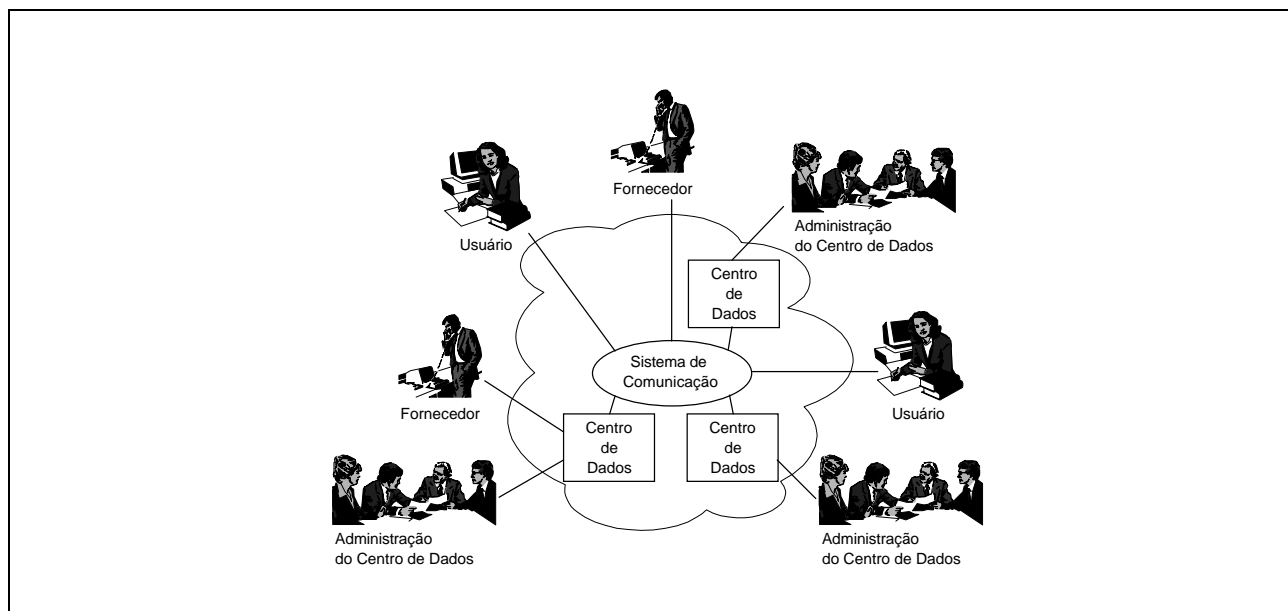 Fornecedor
Usuário
Administração
do Centro de Dados
Centro
de
Dados
Sistema de
Comunicação
Fornecedor
Usuário
Centro
de
Dados
Centro
de
Dados
Administração
do Centro de Dados
Administração
do Centro de Dados